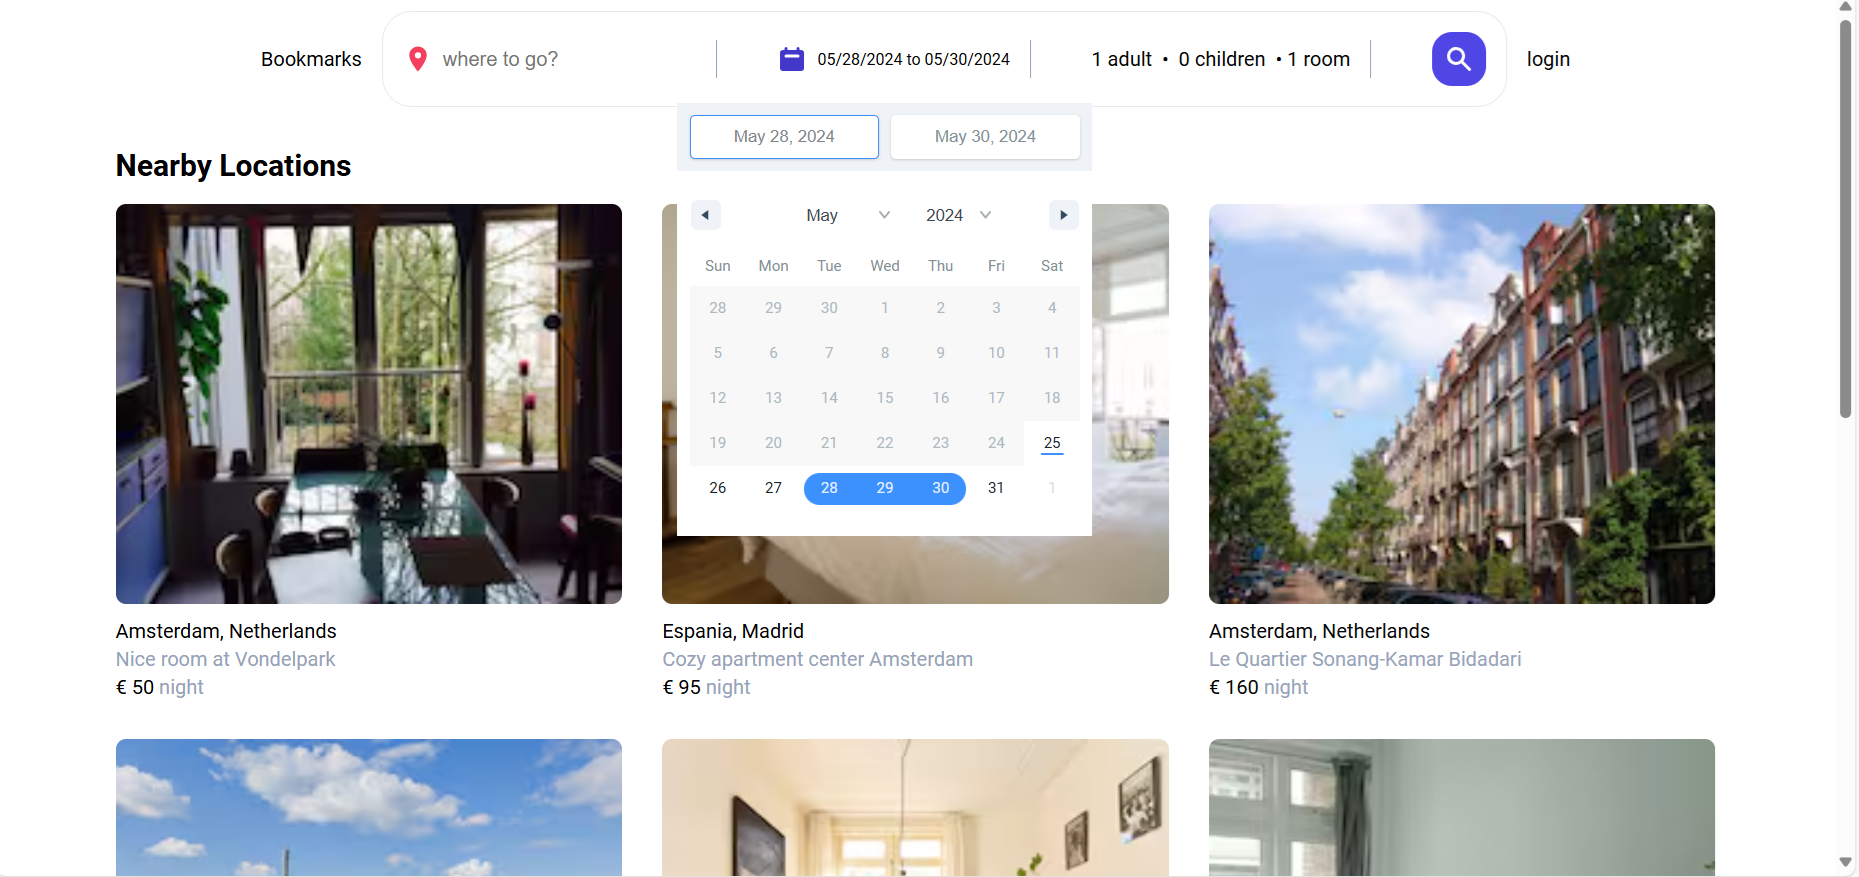 Bookmarks
where to go?
05/28/2024 to 05/30/2024
1 adult • 0 children • 1 room
login
May 28, 2024
May 30, 2024
Nearby Locations
May 2024
Sun Mon Tue Wed Thu Fri Sat
28 29 30 1 2 3 4
5 6 7 8 9 10 11
12 13 14 15 16 17 18
19 20 21 22 23 24 25
26 27 28 29 30 31 1
Amsterdam, Netherlands
Nice room at Vondelpark
€ 50 night
Espania, Madrid
Cozy apartment center Amsterdam
€ 95 night
Amsterdam, Netherlands
Le Quartier Sonang-Kamar Bidadari
€ 160 night